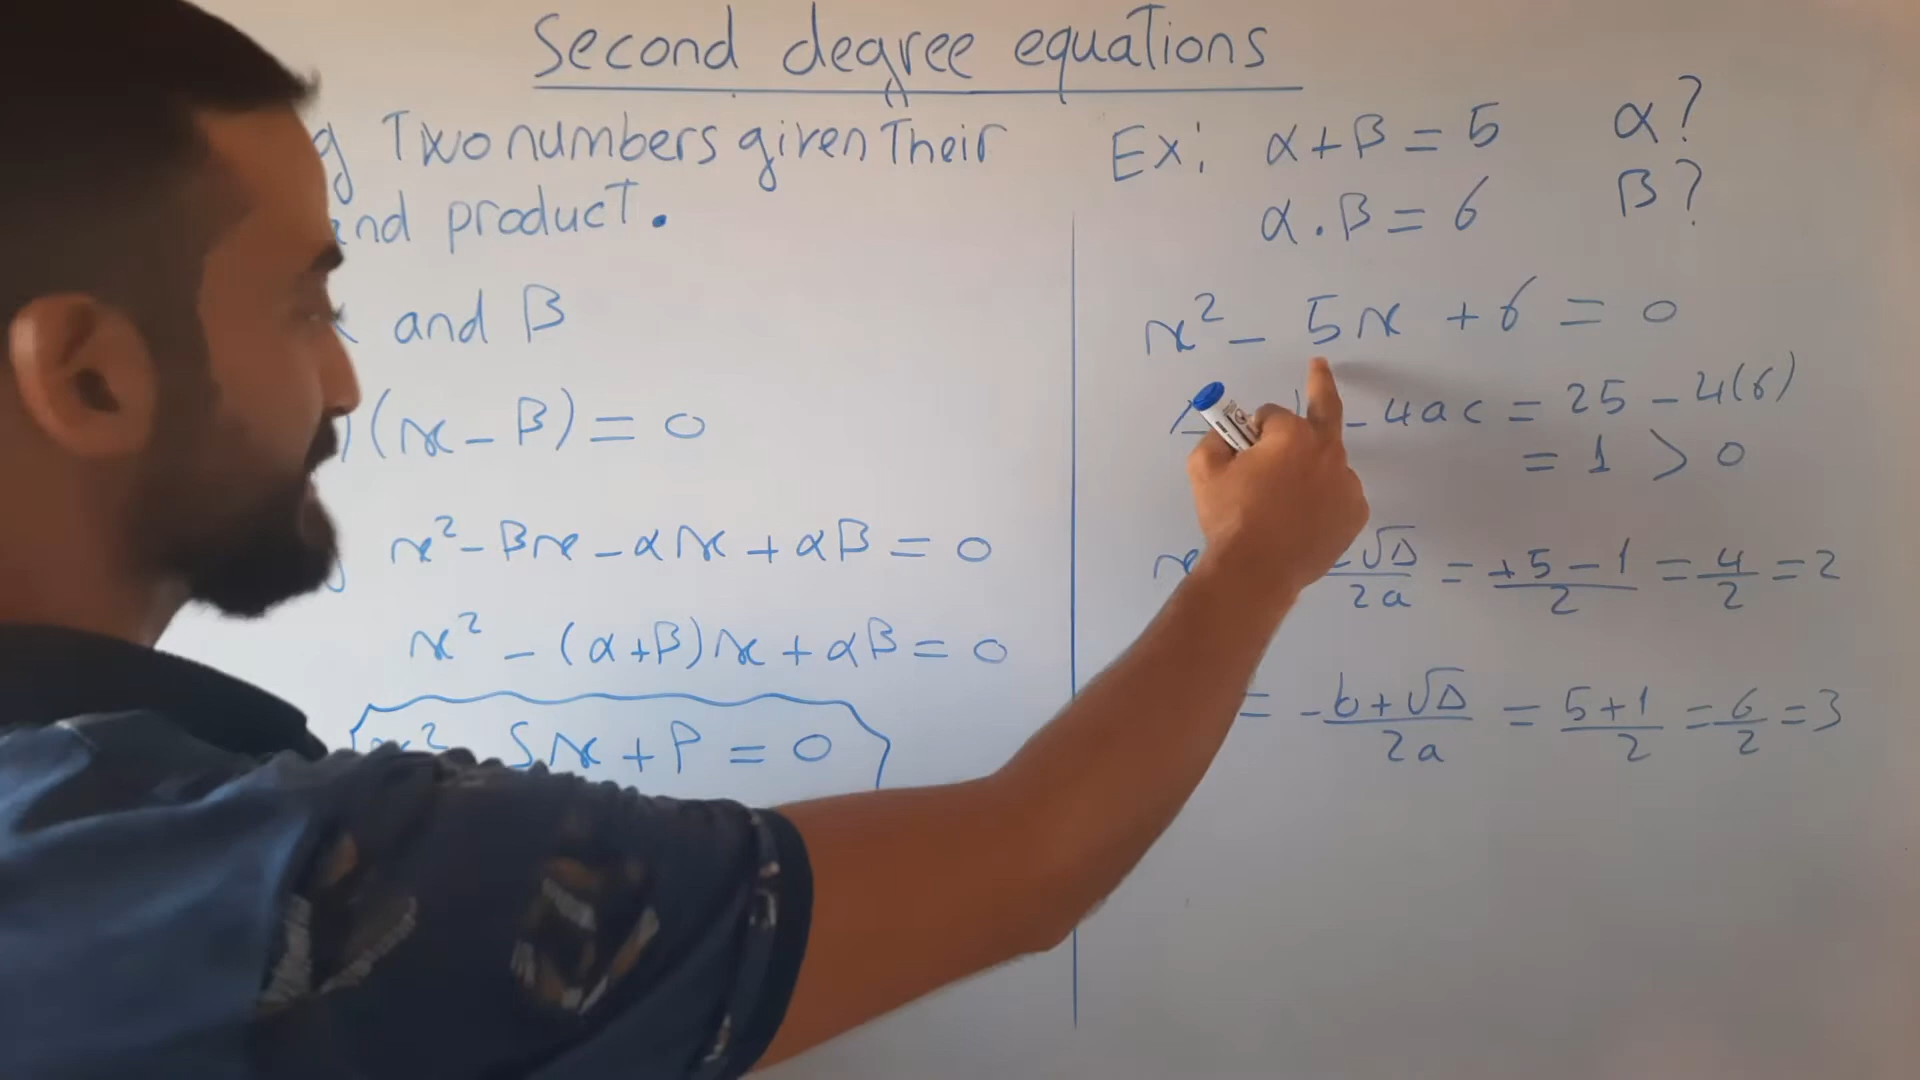 Second degree equations
g Two numbers given Their
and product.
and β
(x - β) = 0
x² - βx - αx + αβ = 0
x² - (α+β)x + αβ = 0
x² Sx + P = 0
Ex: α + β = 5
α . β = 6
α?
β?
x² - 5x + 6 = 0
- 4ac = 25 - 4(6)
= 1 > 0
x - √Δ / 2a = +5 - 1 / 2 = 4/2 = 2
= -b + √Δ / 2a = 5 + 1 / 2 = 6/2 = 3